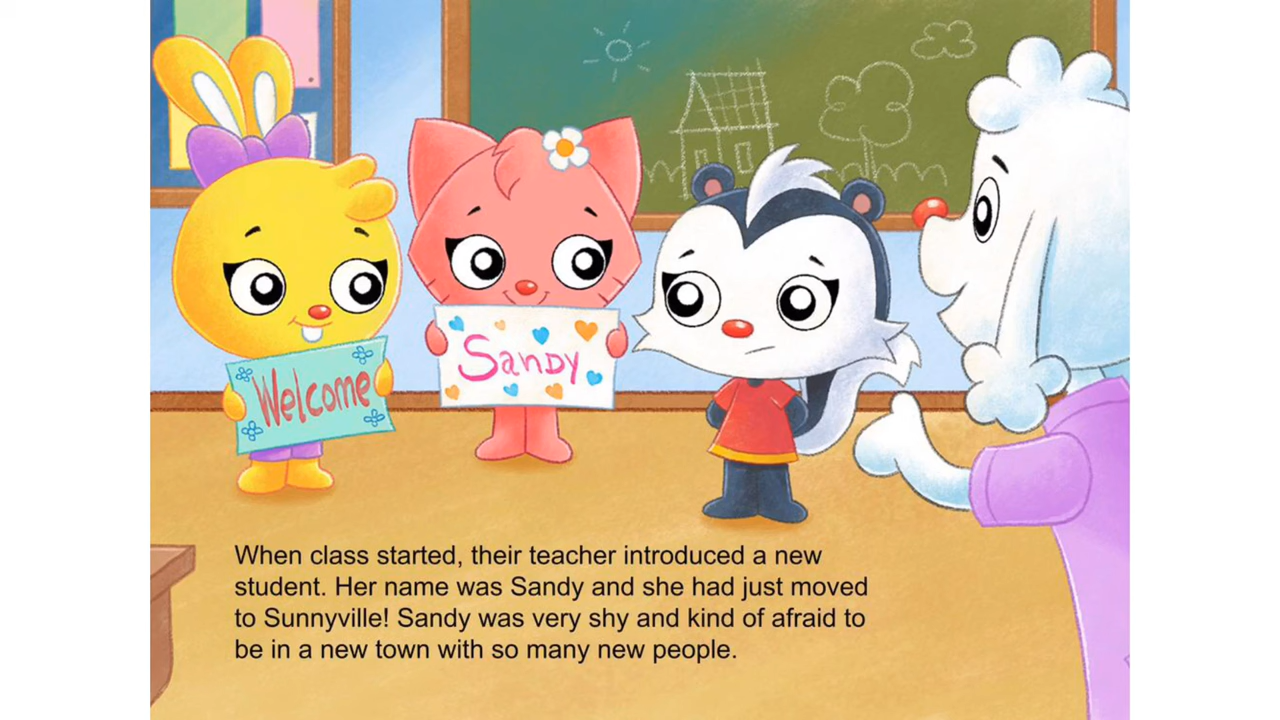 Welcome
Sandy
When class started, their teacher introduced a new
student. Her name was Sandy and she had just moved
to Sunnyville! Sandy was very shy and kind of afraid to
be in a new town with so many new people.